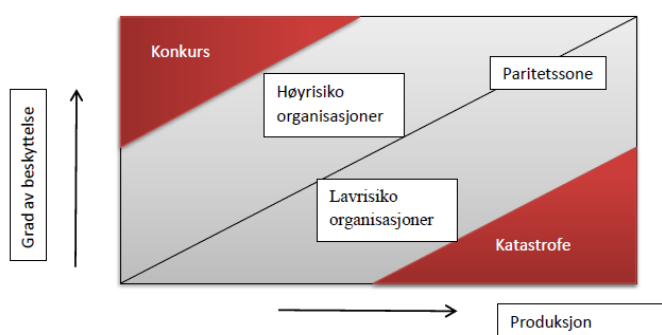 Konkurs
Paritetssone
Høyrisiko
organisasjoner
Grad av beskyttelse
Lavrisiko
organisasjoner
Katastrofe
Produksjon